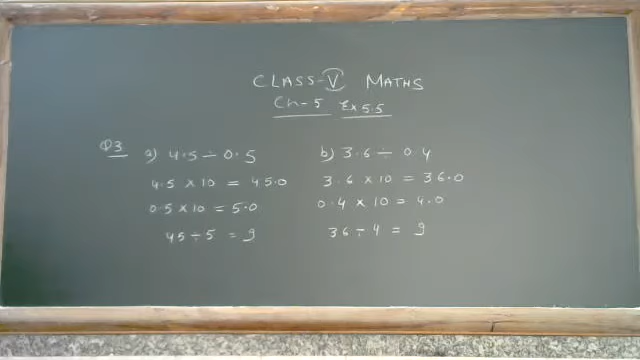 CLASS-V MATHS
Ch-5 Ex 5.5
Q3 a) 4.5 ÷ 0.5
4.5 × 10 = 45.0
0.5 × 10 = 5.0
45 ÷ 5 = 9
b) 3.6 ÷ 0.4
3.6 × 10 = 36.0
0.4 × 10 = 4.0
36 ÷ 4 = 9